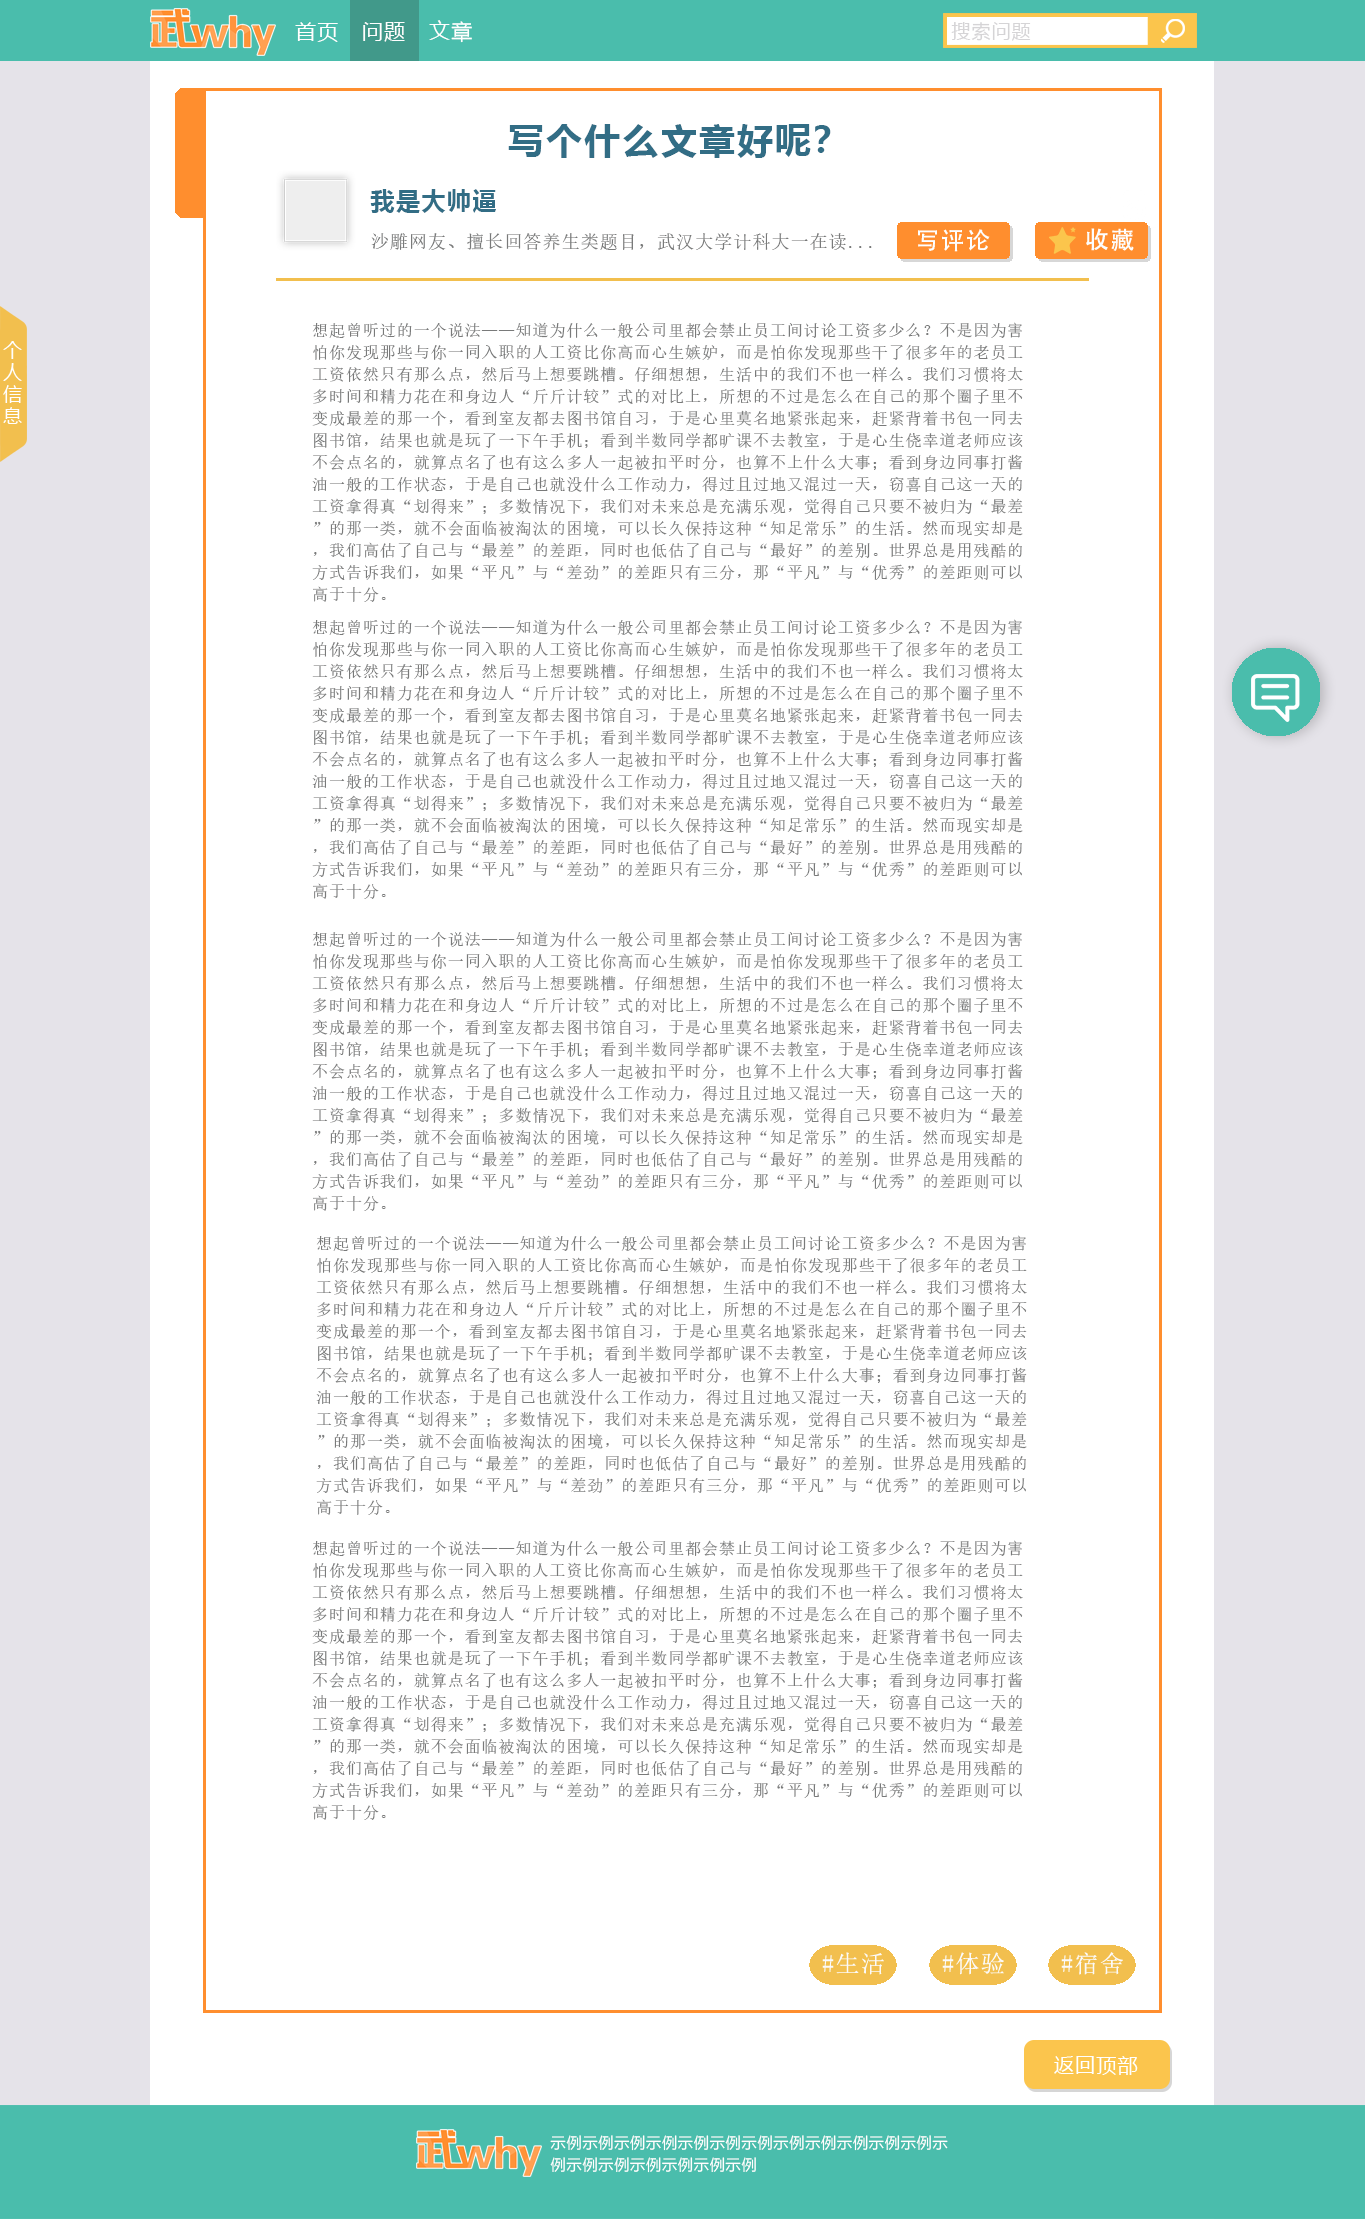 武why 首页 问题 文章 搜索问题
写个什么文章好呢？
我是大帅逼
沙雕网友、擅长回答养生类题目，武汉大学计科大一在读... 写评论 收藏
个人信息
想起曾听过的一个说法——知道为什么一般公司里都会禁止员工间讨论工资多少么？不是因为害
怕你发现那些与你一同入职的人工资比你高而心生嫉妒，而是怕你发现那些干了很多年的老员工
工资依然只有那么点，然后马上想要跳槽。仔细想想，生活中的我们不也一样么。我们习惯将太
多时间和精力花在和身边人“斤斤计较”式的对比上，所想的不过是怎么在自己的那个圈子里不
变成最差的那一个，看到室友都去图书馆自习，于是心里莫名地紧张起来，赶紧背着书包一同去
图书馆，结果也就是玩了一下午手机；看到半数同学都旷课不去教室，于是心生侥幸道老师应该
不会点名的，就算点名了也有这么多人一起被扣平时分，也算不上什么大事；看到身边同事打酱
油一般的工作状态，于是自己也就没什么工作动力，得过且过地又混过一天，窃喜自己这一天的
工资拿得真“划得来”；多数情况下，我们对未来总是充满乐观，觉得自己只要不被归为“最差
”的那一类，就不会面临被淘汰的困境，可以长久保持这种“知足常乐”的生活。然而现实却是
，我们高估了自己与“最差”的差距，同时也低估了自己与“最好”的差别。世界总是用残酷的
方式告诉我们，如果“平凡”与“差劲”的差距只有三分，那“平凡”与“优秀”的差距则可以
高于十分。
想起曾听过的一个说法——知道为什么一般公司里都会禁止员工间讨论工资多少么？不是因为害
怕你发现那些与你一同入职的人工资比你高而心生嫉妒，而是怕你发现那些干了很多年的老员工
工资依然只有那么点，然后马上想要跳槽。仔细想想，生活中的我们不也一样么。我们习惯将太
多时间和精力花在和身边人“斤斤计较”式的对比上，所想的不过是怎么在自己的那个圈子里不
变成最差的那一个，看到室友都去图书馆自习，于是心里莫名地紧张起来，赶紧背着书包一同去
图书馆，结果也就是玩了一下午手机；看到半数同学都旷课不去教室，于是心生侥幸道老师应该
不会点名的，就算点名了也有这么多人一起被扣平时分，也算不上什么大事；看到身边同事打酱
油一般的工作状态，于是自己也就没什么工作动力，得过且过地又混过一天，窃喜自己这一天的
工资拿得真“划得来”；多数情况下，我们对未来总是充满乐观，觉得自己只要不被归为“最差
”的那一类，就不会面临被淘汰的困境，可以长久保持这种“知足常乐”的生活。然而现实却是
，我们高估了自己与“最差”的差距，同时也低估了自己与“最好”的差别。世界总是用残酷的
方式告诉我们，如果“平凡”与“差劲”的差距只有三分，那“平凡”与“优秀”的差距则可以
高于十分。
想起曾听过的一个说法——知道为什么一般公司里都会禁止员工间讨论工资多少么？不是因为害
怕你发现那些与你一同入职的人工资比你高而心生嫉妒，而是怕你发现那些干了很多年的老员工
工资依然只有那么点，然后马上想要跳槽。仔细想想，生活中的我们不也一样么。我们习惯将太
多时间和精力花在和身边人“斤斤计较”式的对比上，所想的不过是怎么在自己的那个圈子里不
变成最差的那一个，看到室友都去图书馆自习，于是心里莫名地紧张起来，赶紧背着书包一同去
图书馆，结果也就是玩了一下午手机；看到半数同学都旷课不去教室，于是心生侥幸道老师应该
不会点名的，就算点名了也有这么多人一起被扣平时分，也算不上什么大事；看到身边同事打酱
油一般的工作状态，于是自己也就没什么工作动力，得过且过地又混过一天，窃喜自己这一天的
工资拿得真“划得来”；多数情况下，我们对未来总是充满乐观，觉得自己只要不被归为“最差
”的那一类，就不会面临被淘汰的困境，可以长久保持这种“知足常乐”的生活。然而现实却是
，我们高估了自己与“最差”的差距，同时也低估了自己与“最好”的差别。世界总是用残酷的
方式告诉我们，如果“平凡”与“差劲”的差距只有三分，那“平凡”与“优秀”的差距则可以
高于十分。
想起曾听过的一个说法——知道为什么一般公司里都会禁止员工间讨论工资多少么？不是因为害
怕你发现那些与你一同入职的人工资比你高而心生嫉妒，而是怕你发现那些干了很多年的老员工
工资依然只有那么点，然后马上想要跳槽。仔细想想，生活中的我们不也一样么。我们习惯将太
多时间和精力花在和身边人“斤斤计较”式的对比上，所想的不过是怎么在自己的那个圈子里不
变成最差的那一个，看到室友都去图书馆自习，于是心里莫名地紧张起来，赶紧背着书包一同去
图书馆，结果也就是玩了一下午手机；看到半数同学都旷课不去教室，于是心生侥幸道老师应该
不会点名的，就算点名了也有这么多人一起被扣平时分，也算不上什么大事；看到身边同事打酱
油一般的工作状态，于是自己也就没什么工作动力，得过且过地又混过一天，窃喜自己这一天的
工资拿得真“划得来”；多数情况下，我们对未来总是充满乐观，觉得自己只要不被归为“最差
”的那一类，就不会面临被淘汰的困境，可以长久保持这种“知足常乐”的生活。然而现实却是
，我们高估了自己与“最差”的差距，同时也低估了自己与“最好”的差别。世界总是用残酷的
方式告诉我们，如果“平凡”与“差劲”的差距只有三分，那“平凡”与“优秀”的差距则可以
高于十分。
想起曾听过的一个说法——知道为什么一般公司里都会禁止员工间讨论工资多少么？不是因为害
怕你发现那些与你一同入职的人工资比你高而心生嫉妒，而是怕你发现那些干了很多年的老员工
工资依然只有那么点，然后马上想要跳槽。仔细想想，生活中的我们不也一样么。我们习惯将太
多时间和精力花在和身边人“斤斤计较”式的对比上，所想的不过是怎么在自己的那个圈子里不
变成最差的那一个，看到室友都去图书馆自习，于是心里莫名地紧张起来，赶紧背着书包一同去
图书馆，结果也就是玩了一下午手机；看到半数同学都旷课不去教室，于是心生侥幸道老师应该
不会点名的，就算点名了也有这么多人一起被扣平时分，也算不上什么大事；看到身边同事打酱
油一般的工作状态，于是自己也就没什么工作动力，得过且过地又混过一天，窃喜自己这一天的
工资拿得真“划得来”；多数情况下，我们对未来总是充满乐观，觉得自己只要不被归为“最差
”的那一类，就不会面临被淘汰的困境，可以长久保持这种“知足常乐”的生活。然而现实却是
，我们高估了自己与“最差”的差距，同时也低估了自己与“最好”的差别。世界总是用残酷的
方式告诉我们，如果“平凡”与“差劲”的差距只有三分，那“平凡”与“优秀”的差距则可以
高于十分。
#生活 #体验 #宿舍
返回顶部
武why
示例示例示例示例示例示例示例示例示例示例示例示例示
例示例示例示例示例示例示例